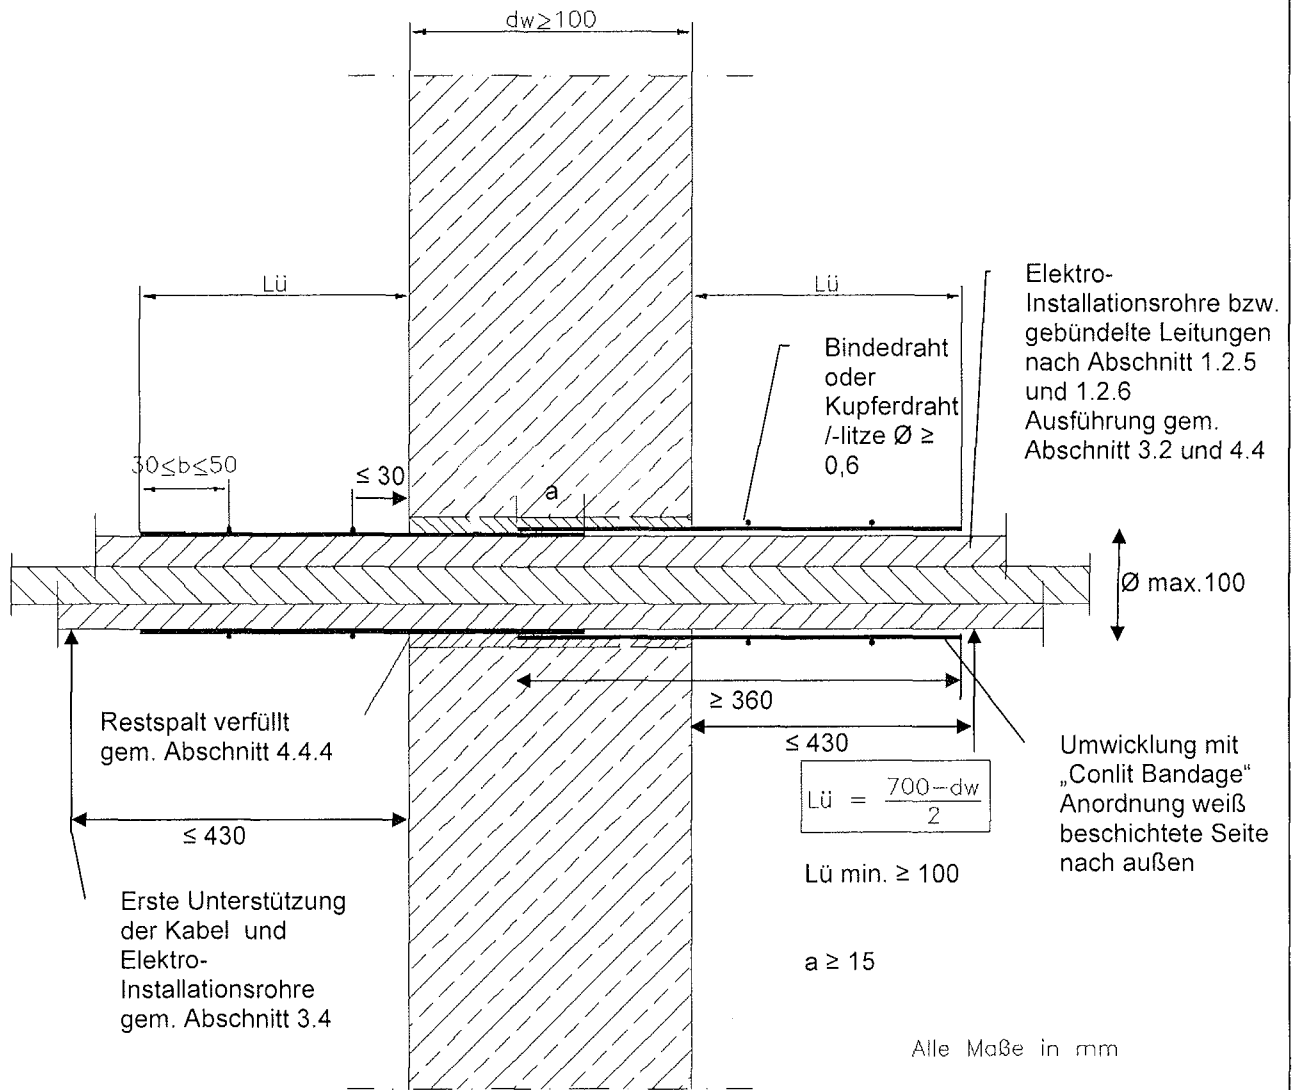 dw≥100
Lü
Lü
Elektro-
Installationsrohre bzw.
gebündelte Leitungen
nach Abschnitt 1.2.5
und 1.2.6
Ausführung gem.
Abschnitt 3.2 und 4.4
Bindedraht
oder
Kupferdraht
/-litze Ø ≥
0,6
30≤b≤50
≤ 30
a
Ø max.100
≥ 360
≤ 430
Restspalt verfüllt
gem. Abschnitt 4.4.4
≤ 430
Lü = 700-dw
2
Umwicklung mit
„Conlit Bandage“
Anordnung weiß
beschichtete Seite
nach außen
Lü min. ≥ 100
Erste Unterstützung
der Kabel und
Elektro-
Installationsrohre
gem. Abschnitt 3.4
a ≥ 15
Alle Maße in mm